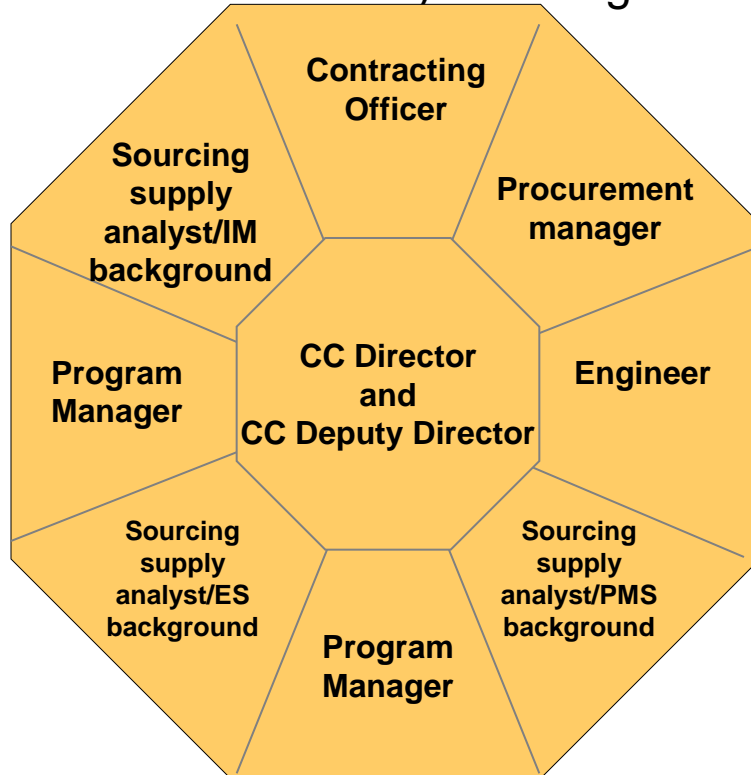 Contracting
Officer
Procurement
manager
Engineer
Sourcing
supply
analyst/PMS
background
Program
Manager
Sourcing
supply
analyst/ES
background
Program
Manager
Sourcing
supply
analyst/IM
background
CC Director
and
CC Deputy Director